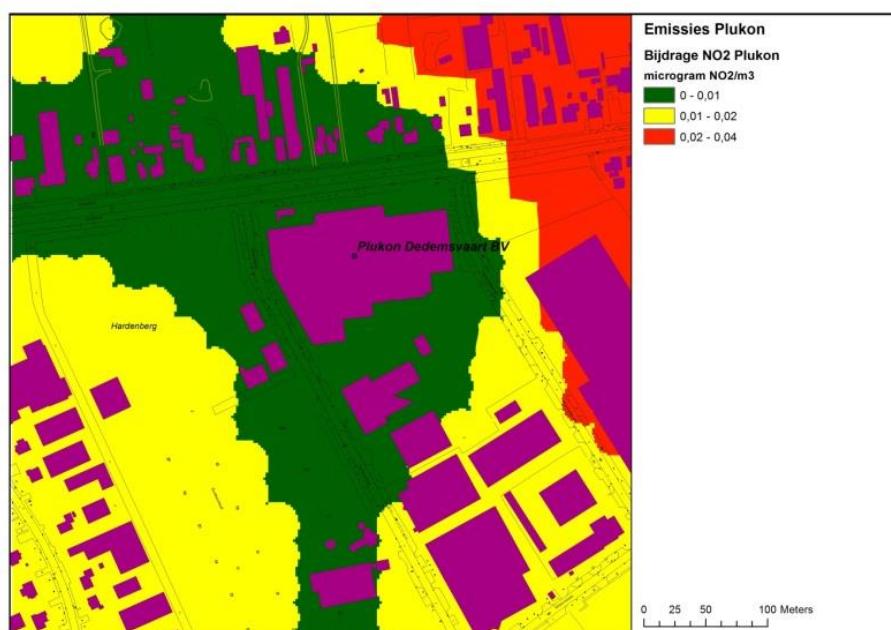 Emissies Plukon
Bijdrage NO2 Plukon
microgram NO2/m3
0 - 0,01
0,01 - 0,02
0,02 - 0,04
Plukon Dedemsvaart BV
Hardenberg
0 25 50 100 Meters